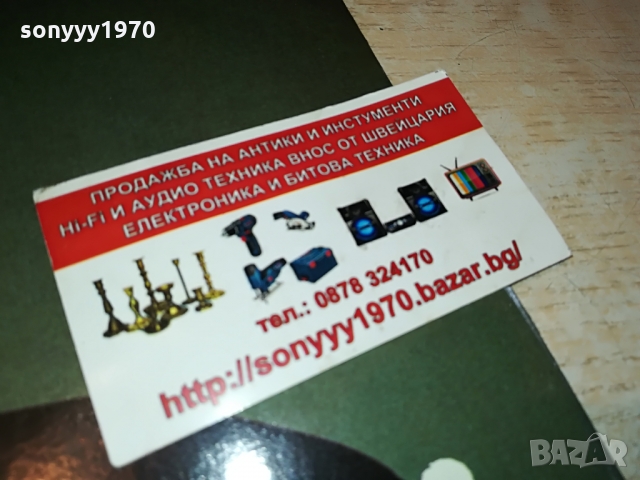 sonyyy1970
sonyyy1970
ПРОДАЖБА НА АНТИКИ И ИНСТУМЕНТИ
Hi-Fi И АУДИО ТЕХНИКА ВНОС ОТ ШВЕЙЦАРИЯ
ЕЛЕКТРОНИКА И БИТОВА ТЕХНИКА
тел.: 0878 324170
http://sonyyy1970.bazar.bg/
BAZAR